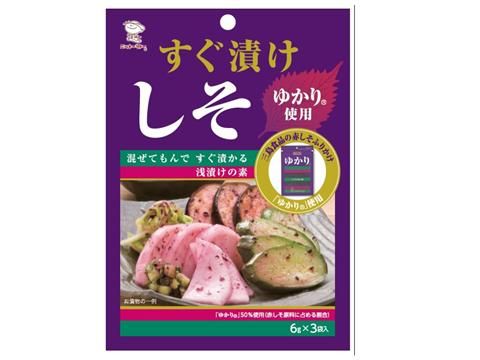 すぐ漬け
しそ
ゆかり®
使用
混ぜてもんで すぐ漬かる
浅漬けの素
三島食品の赤しそふりかけ
ゆかり
「ゆかり®」使用
お漬物の一例
「ゆかり®」50%使用(赤しそ原料に占める割合)
6g×3袋入